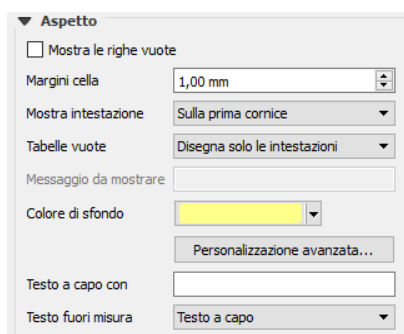 Aspetto
Mostra le righe vuote
Margini cella 1,00 mm
Mostra intestazione Sulla prima cornice
Tabelle vuote Disegna solo le intestazioni
Messaggio da mostrare
Colore di sfondo
Personalizzazione avanzata...
Testo a capo con
Testo fuori misura Testo a capo